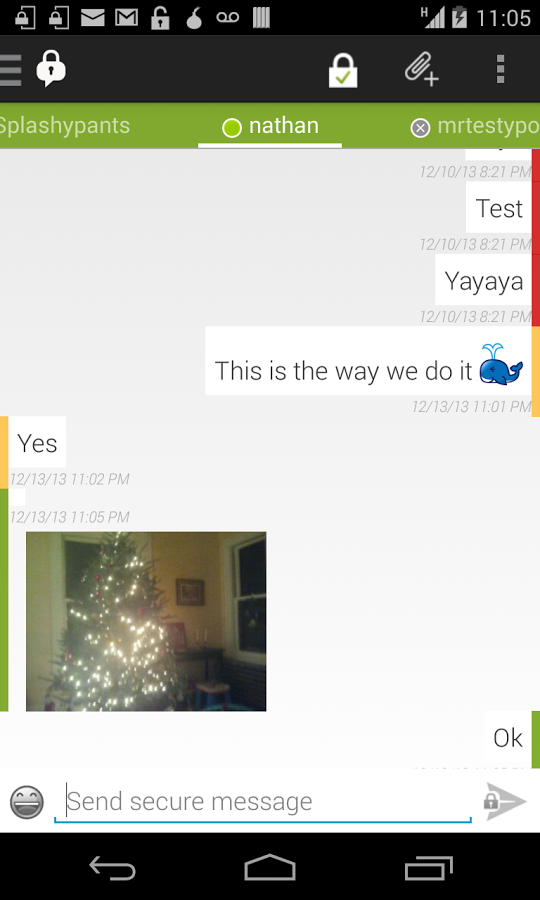 H
11:05
Splashypants
nathan
mrtestypo
12/10/13 8:21 PM
Test
12/10/13 8:21 PM
Yayaya
12/10/13 8:21 PM
This is the way we do it
12/13/13 11:01 PM
Yes
12/13/13 11:02 PM
12/13/13 11:05 PM
Ok
Send secure message